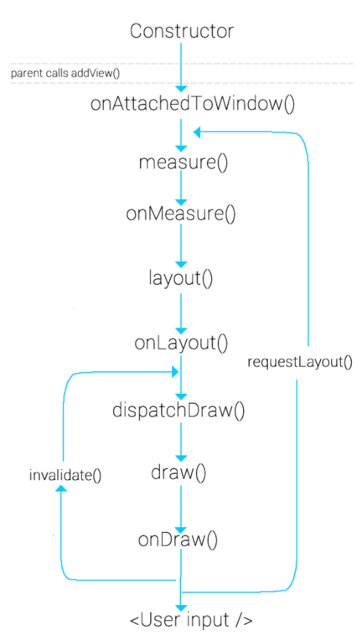 Constructor
parent calls addView()
onAttachedToWindow()
measure()
onMeasure()
layout()
onLayout()
requestLayout()
dispatchDraw()
draw()
invalidate()
onDraw()
<User input />